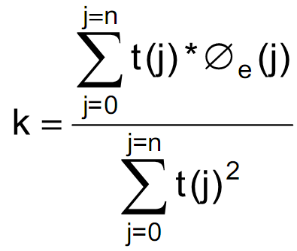 j=n
∑ t(j)*∅e(j)
j=0
k =
j=n
∑ t(j)²
j=0